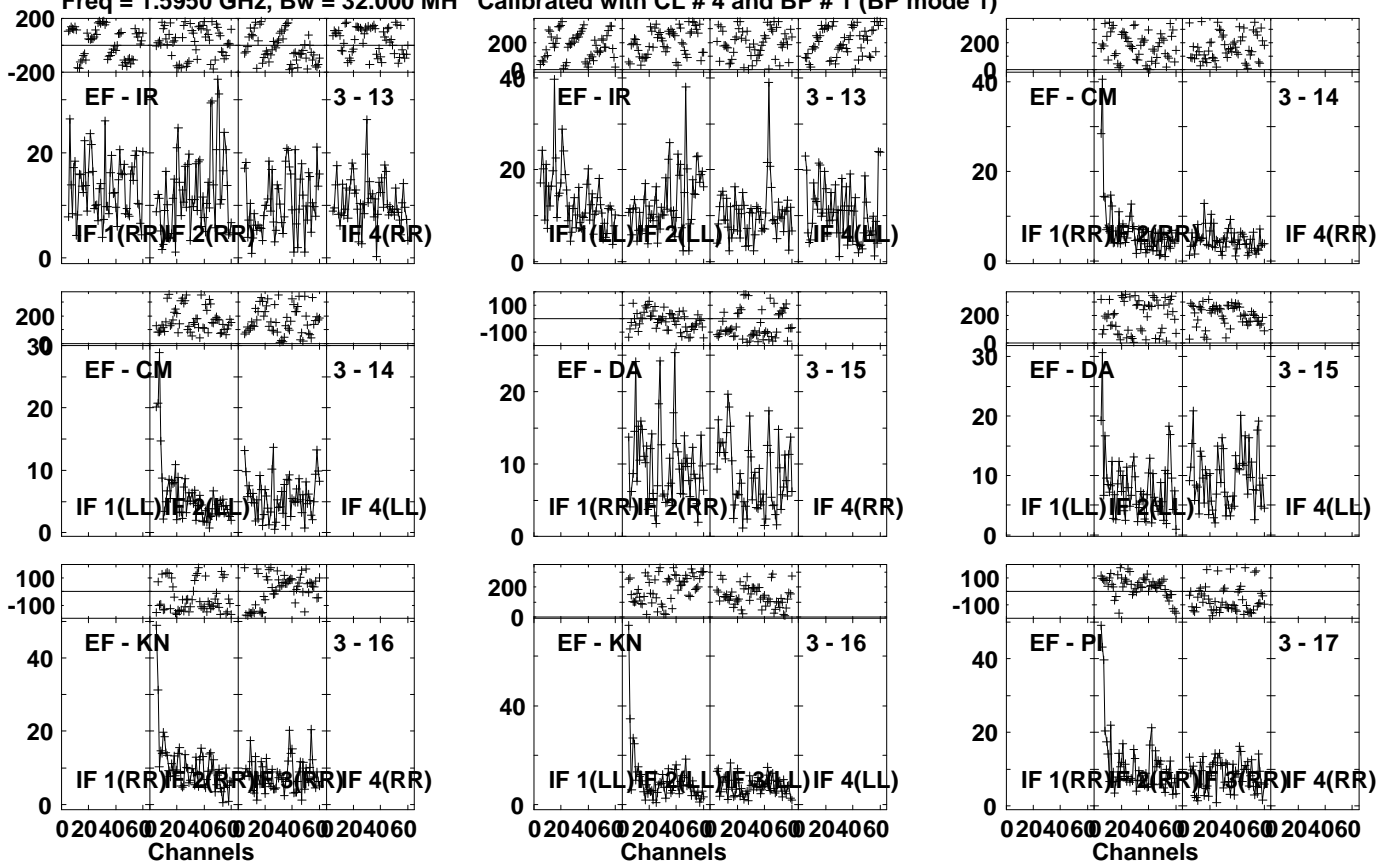 Freq = 1.5950 GHz, Bw = 32.000 MH Calibrated with CL # 4 and BP # 1 (BP mode 1)
200
-200
EF - IR 3 - 13
20
0
IF 1(RR) IF 2(RR) IF 4(RR)
200
0
40
EF - IR 3 - 13
20
0
IF 1(LL) IF 2(LL) IF 4(LL)
200
0
40
EF - CM 3 - 14
20
0
IF 1(RR) IF 2(RR) IF 4(RR)
200
0
30
EF - CM 3 - 14
20
10
0
IF 1(LL) IF 2(LL) IF 4(LL)
100
-100
EF - DA 3 - 15
20
10
0
IF 1(RR) IF 2(RR) IF 4(RR)
200
0
30
EF - DA 3 - 15
20
10
0
IF 1(LL) IF 2(LL) IF 4(LL)
100
-100
EF - KN 3 - 16
40
20
0
IF 1(RR) IF 2(RR) IF 3(RR) IF 4(RR)
0 20 40 60 0 20 40 60 0 20 40 60 0 20 40 60
Channels
200
0
EF - KN 3 - 16
40
0
IF 1(LL) IF 2(LL) IF 3(LL) IF 4(LL)
0 20 40 60 0 20 40 60 0 20 40 60 0 20 40 60
Channels
100
-100
EF - PI 3 - 17
40
20
0
IF 1(RR) IF 2(RR) IF 3(RR) IF 4(RR)
0 20 40 60 0 20 40 60 0 20 40 60 0 20 40 60
Channels